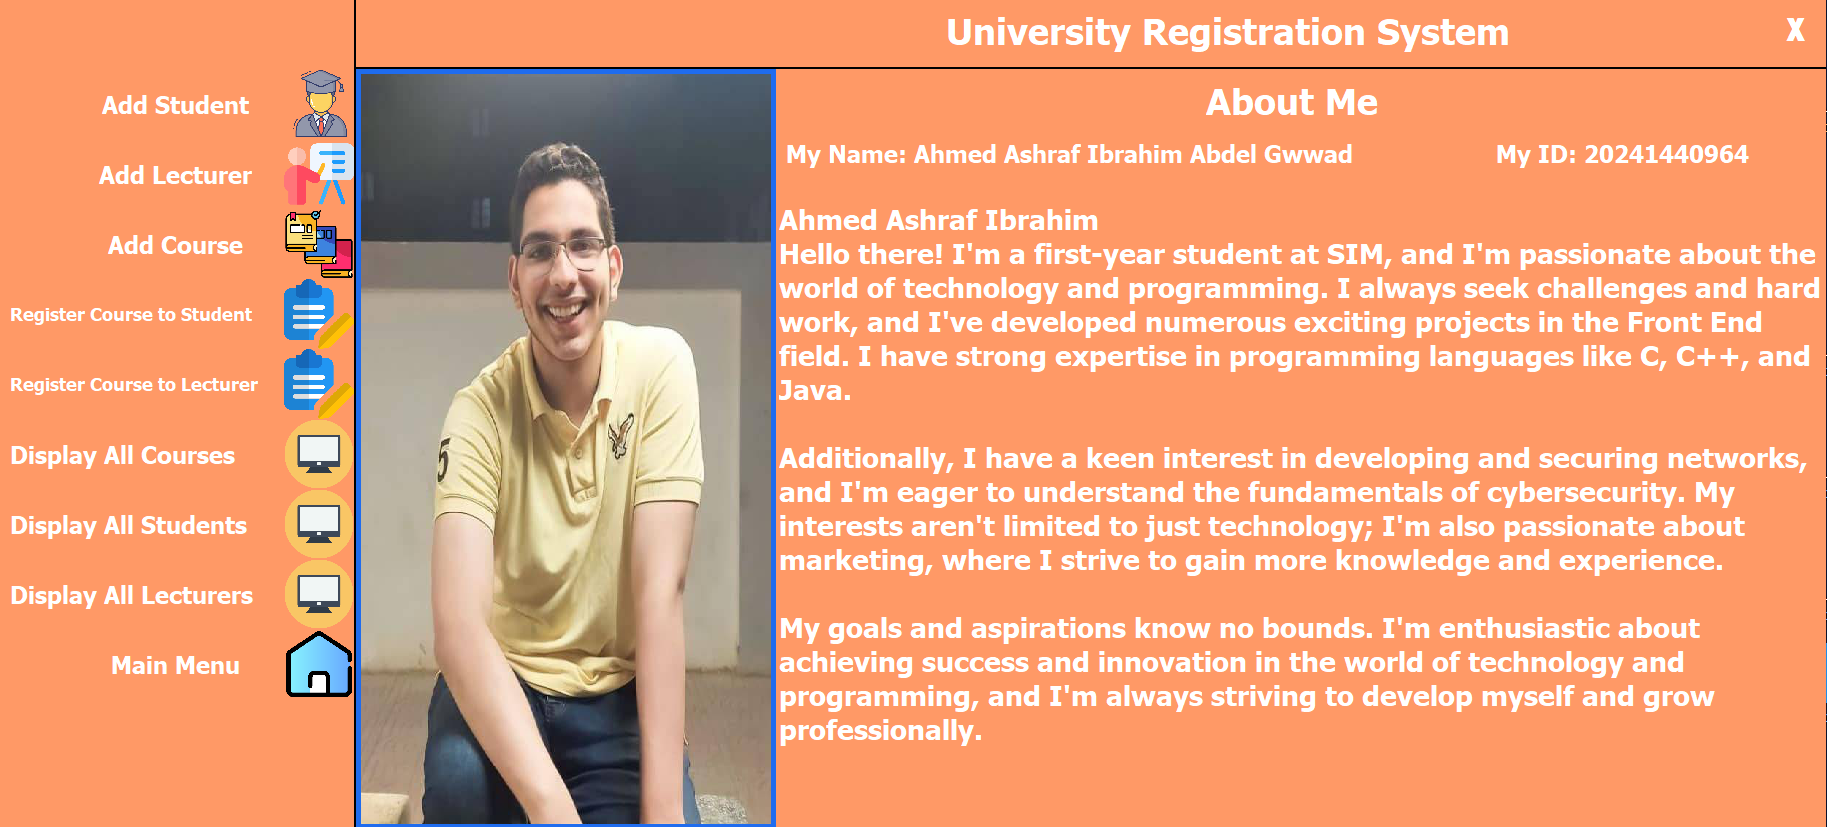 University Registration System
X
Add Student
Add Lecturer
Add Course
Register Course to Student
Register Course to Lecturer
Display All Courses
Display All Students
Display All Lecturers
Main Menu
5
About Me
My Name: Ahmed Ashraf Ibrahim Abdel Gwwad
My ID: 20241440964
Ahmed Ashraf Ibrahim
Hello there! I'm a first-year student at SIM, and I'm passionate about the
world of technology and programming. I always seek challenges and hard
work, and I've developed numerous exciting projects in the Front End
field. I have strong expertise in programming languages like C, C++, and
Java.
Additionally, I have a keen interest in developing and securing networks,
and I'm eager to understand the fundamentals of cybersecurity. My
interests aren't limited to just technology; I'm also passionate about
marketing, where I strive to gain more knowledge and experience.
My goals and aspirations know no bounds. I'm enthusiastic about
achieving success and innovation in the world of technology and
programming, and I'm always striving to develop myself and grow
professionally.